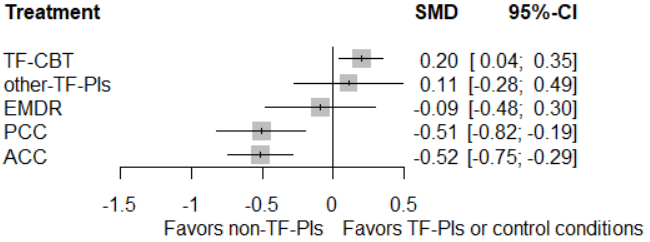 Treatment SMD 95%-CI
TF-CBT 0.20 [ 0.04; 0.35]
other-TF-PIs 0.11 [-0.28; 0.49]
EMDR -0.09 [-0.48; 0.30]
PCC -0.51 [-0.82; -0.19]
ACC -0.52 [-0.75; -0.29]
-1.5 -1 -0.5 0 0.5
Favors non-TF-PIs Favors TF-PIs or control conditions